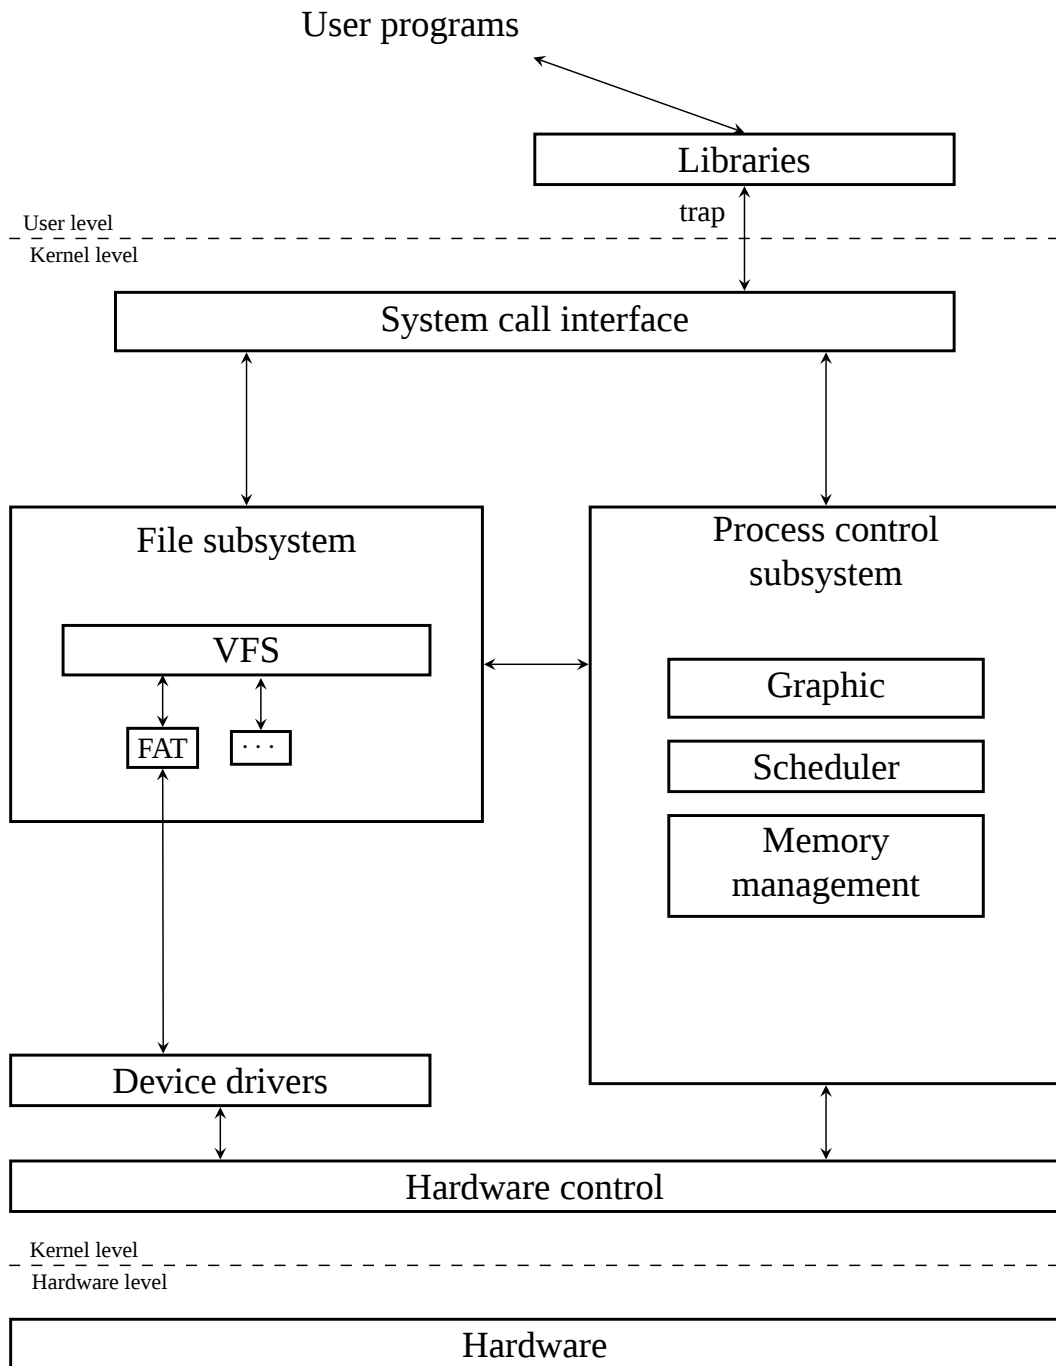 User programs
Libraries
trap
User level
Kernel level
System call interface
File subsystem
Process control
subsystem
VFS
Graphic
FAT
...
Scheduler
Memory
management
Device drivers
Hardware control
Kernel level
Hardware level
Hardware